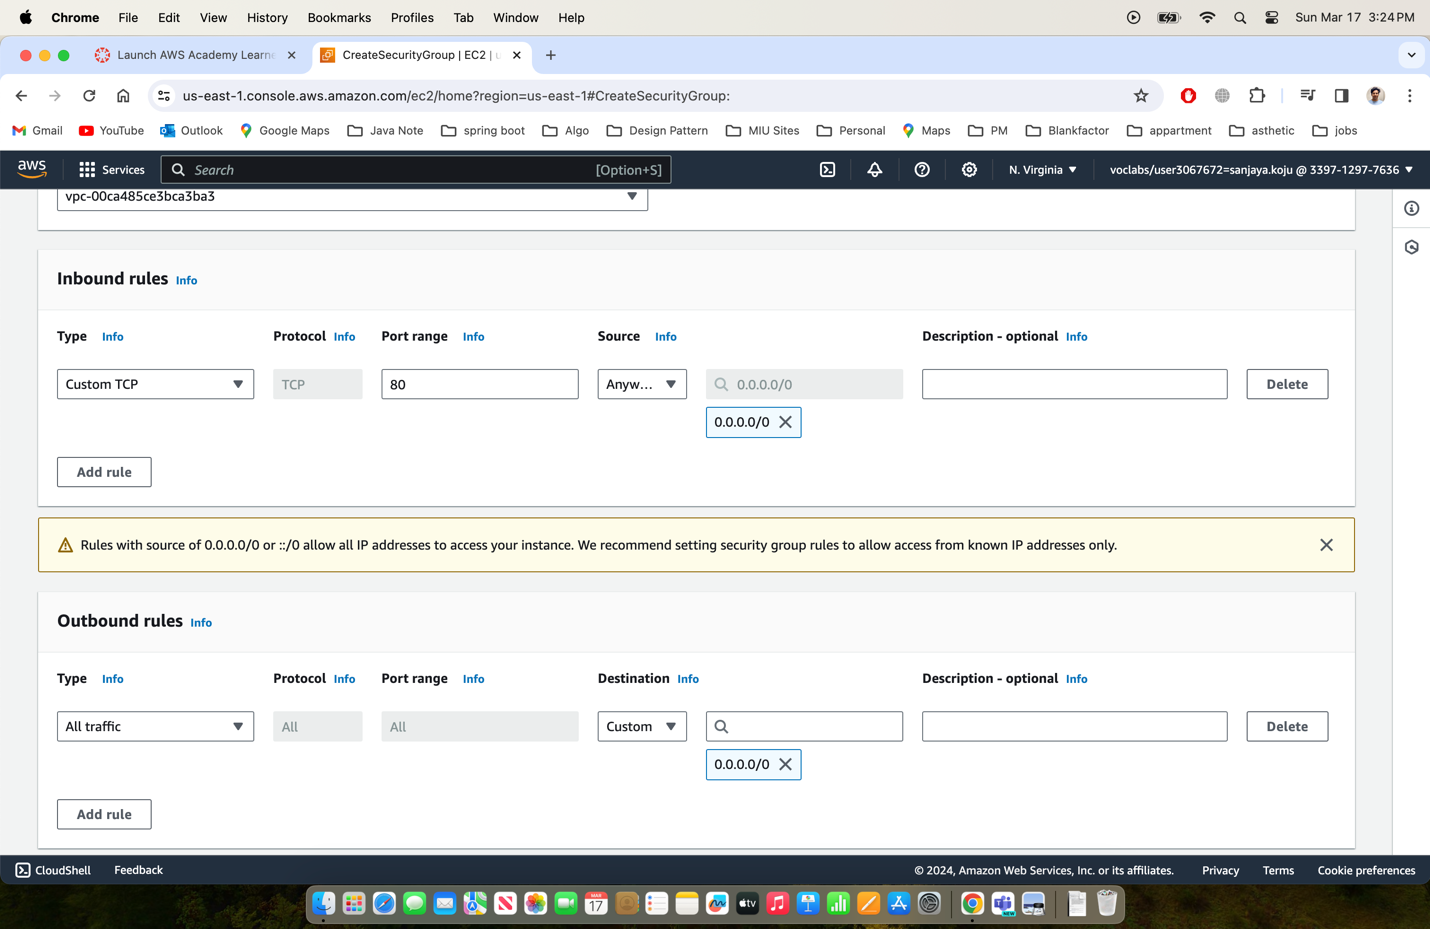 Chrome File Edit View History Bookmarks Profiles Tab Window Help Sun Mar 17 3:24 PM
Launch AWS Academy Learne CreateSecurityGroup | EC2 | u
us-east-1.console.aws.amazon.com/ec2/home?region=us-east-1#CreateSecurityGroup:
Gmail YouTube Outlook Google Maps Java Note spring boot Algo Design Pattern MIU Sites Personal Maps PM Blankfactor appartment asthetic jobs
aws Services Search [Option+S] N. Virginia voclabs/user3067672=sanjaya.koju @ 3397-1297-7636
vpc-00ca485ce3bca3ba3
Inbound rules Info
Type Info Protocol Info Port range Info Source Info Description - optional Info
Custom TCP TCP 80 Anyw... 0.0.0.0/0 Delete
0.0.0.0/0
Add rule
Rules with source of 0.0.0.0/0 or ::/0 allow all IP addresses to access your instance. We recommend setting security group rules to allow access from known IP addresses only.
Outbound rules Info
Type Info Protocol Info Port range Info Destination Info Description - optional Info
All traffic All All Custom Delete
0.0.0.0/0
Add rule
CloudShell Feedback © 2024, Amazon Web Services, Inc. or its affiliates. Privacy Terms Cookie preferences
17 tv NEW